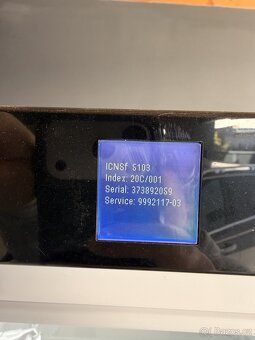 ICNSf 5103
Index: 20C/001
Serial: 373892059
Service: 9992117-03